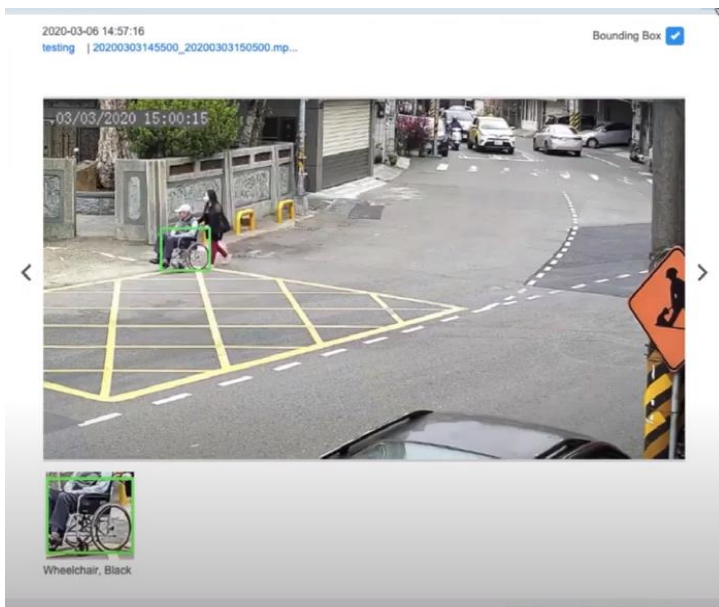 2020-03-06 14:57:16
Bounding Box
testing | 20200303145500_20200303150500.mp...
03/03/2020 15:00:15
Wheelchair, Black